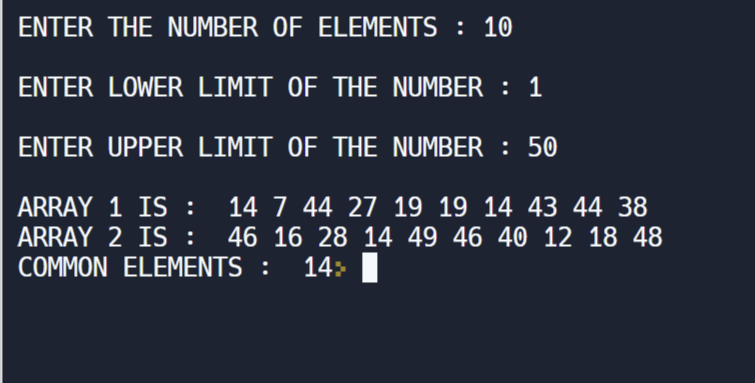 ENTER THE NUMBER OF ELEMENTS : 10
ENTER LOWER LIMIT OF THE NUMBER : 1
ENTER UPPER LIMIT OF THE NUMBER : 50
ARRAY 1 IS :  14 7 44 27 19 19 14 43 44 38
ARRAY 2 IS :  46 16 28 14 49 46 40 12 18 48
COMMON ELEMENTS :  14>